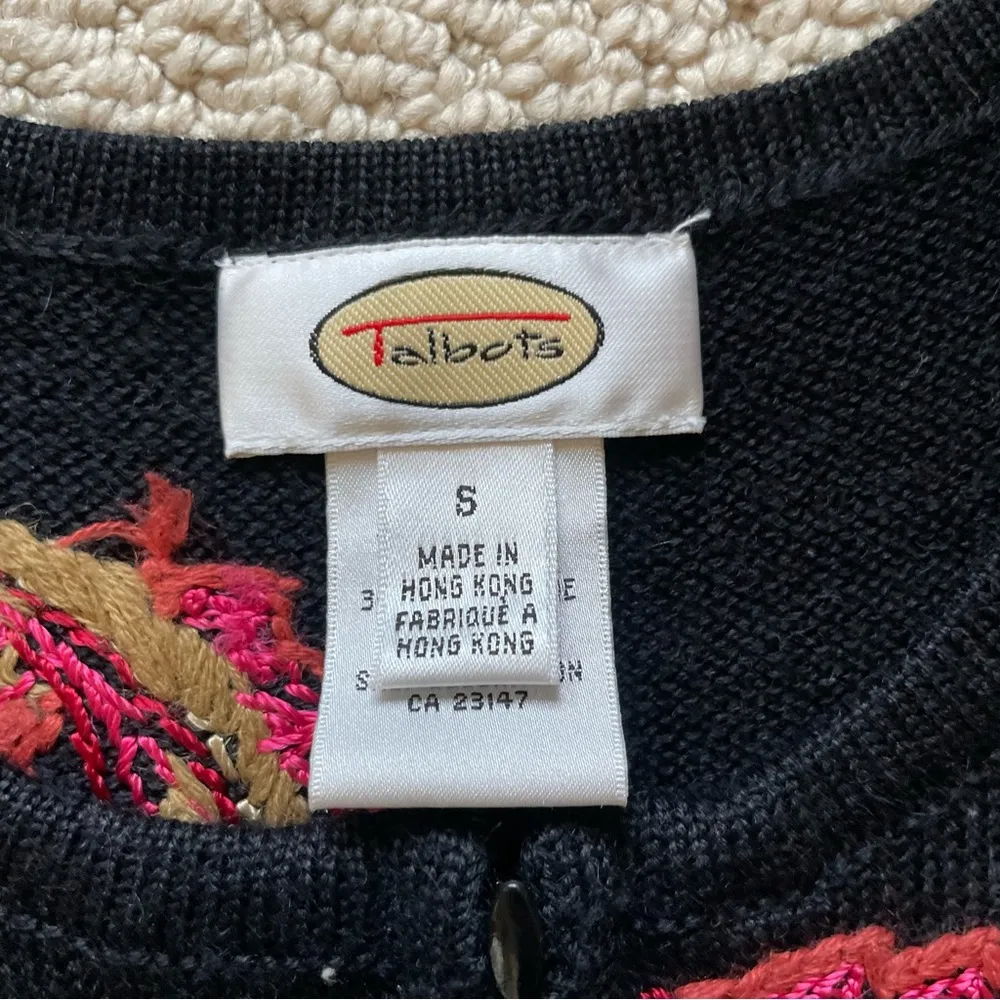 Talbots
S
MADE IN
HONG KONG
FABRIQUÉ A
HONG KONG
CA 23147